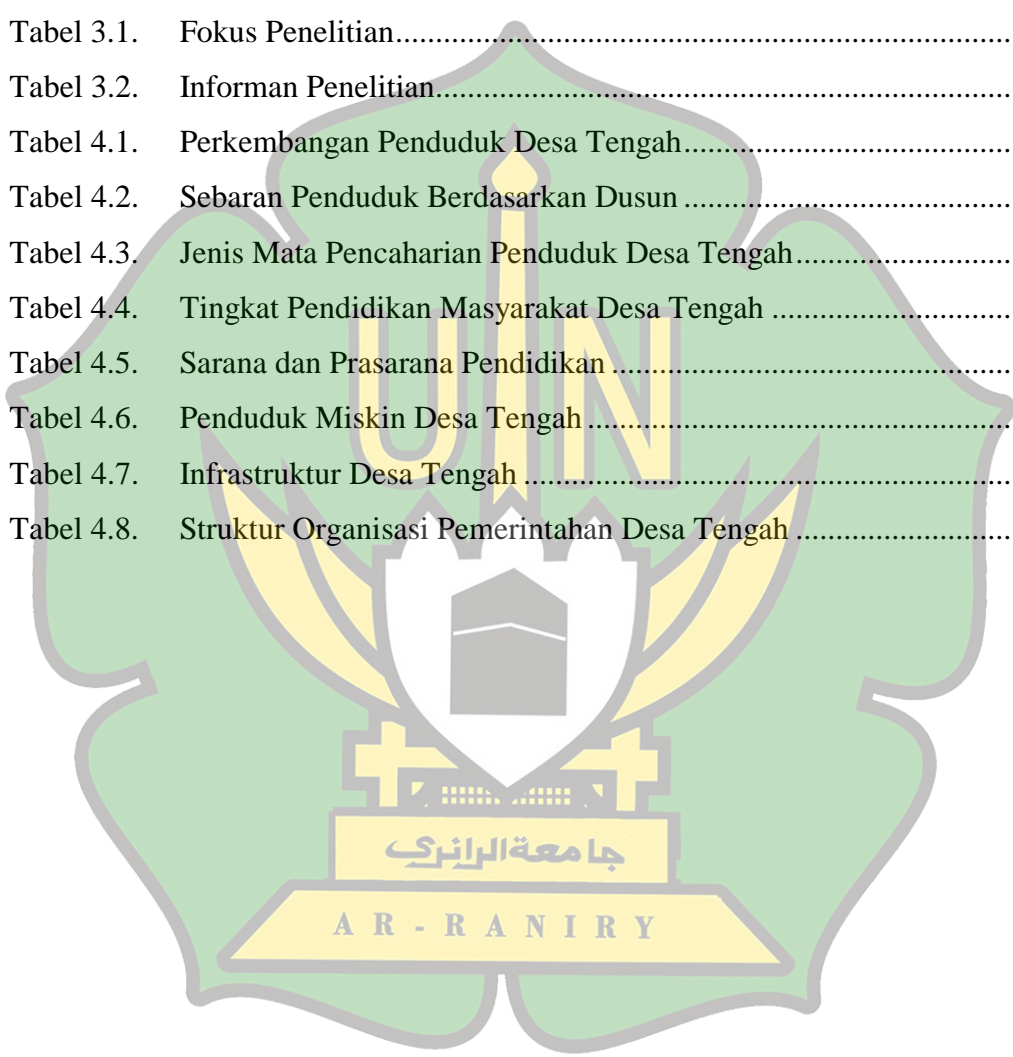 Tabel 3.1. Fokus Penelitian........................................................................
Tabel 3.2. Informan Penelitian...................................................................
Tabel 4.1. Perkembangan Penduduk Desa Tengah......................................
Tabel 4.2. Sebaran Penduduk Berdasarkan Dusun ......................................
Tabel 4.3. Jenis Mata Pencaharian Penduduk Desa Tengah.........................
Tabel 4.4. Tingkat Pendidikan Masyarakat Desa Tengah ............................
Tabel 4.5. Sarana dan Prasarana Pendidikan ...............................................
Tabel 4.6. Penduduk Miskin Desa Tengah ..................................................
Tabel 4.7. Infrastruktur Desa Tengah .........................................................
Tabel 4.8. Struktur Organisasi Pemerintahan Desa Tengah .........................
UIN
جامعة الرانري
AR-RANIRY